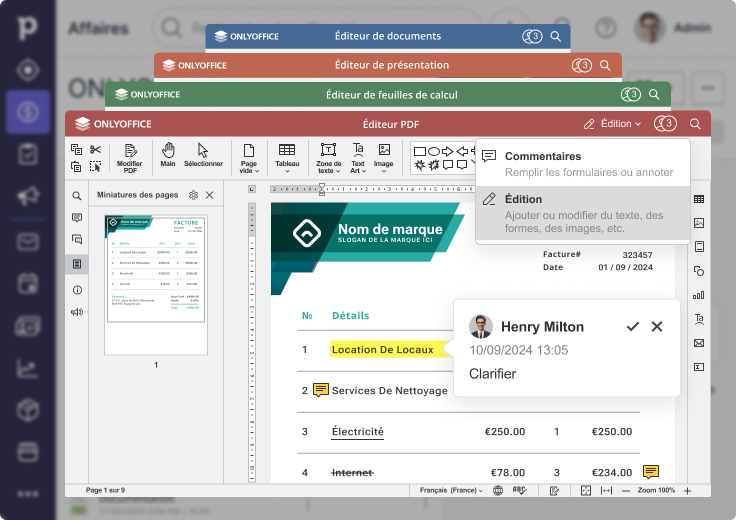 Affaires
Admin
ONLYOFFICE
Éditeur de documents
3
ONLYOFFICE
Éditeur de présentation
3
ONLYOFFICE
Éditeur de feuilles de calcul
3
ONLYOFFICE
Éditeur PDF
Édition
3
Modifier PDF
Main
Sélectionner
Page vide
Tableau
Zone de texte
Text Art
Image
Commentaires
Remplir les formulaires ou annoter
Édition
Ajouter ou modifier du texte, des
formes, des images, etc.
Miniatures des pages
Nom de marque
SLOGAN DE LA MARQUE ICI
FACTURE
1
Nom de marque
SLOGAN DE LA MARQUE ICI
Facture# 323457
Date 01 / 09 / 2024
№ Détails
1 Location De Locaux
2 Services De Nettoyage
3 Électricité €250.00 1 €250.00
4 Internet €78.00 3 €234.00
Henry Milton
10/09/2024 13:05
Clarifier
Page 1 sur 9
Français (France)
Zoom 100%